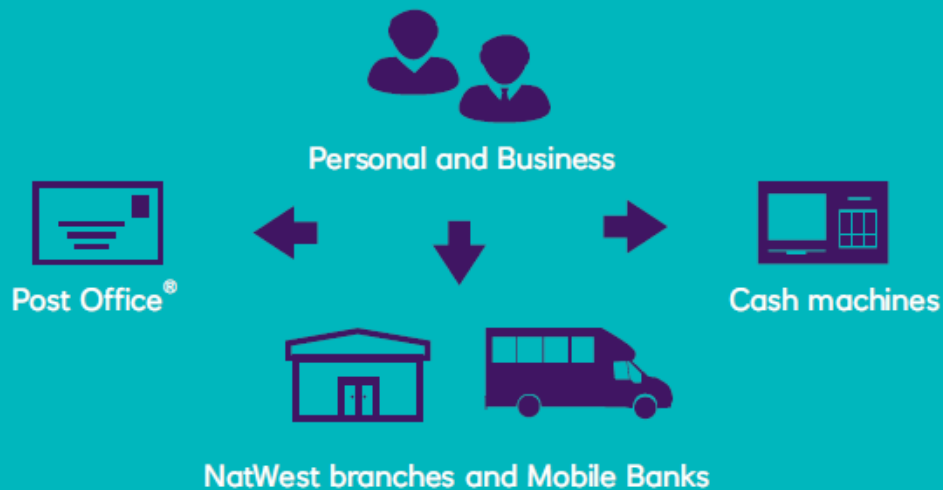 Personal and Business
Post Office®
Cash machines
NatWest branches and Mobile Banks